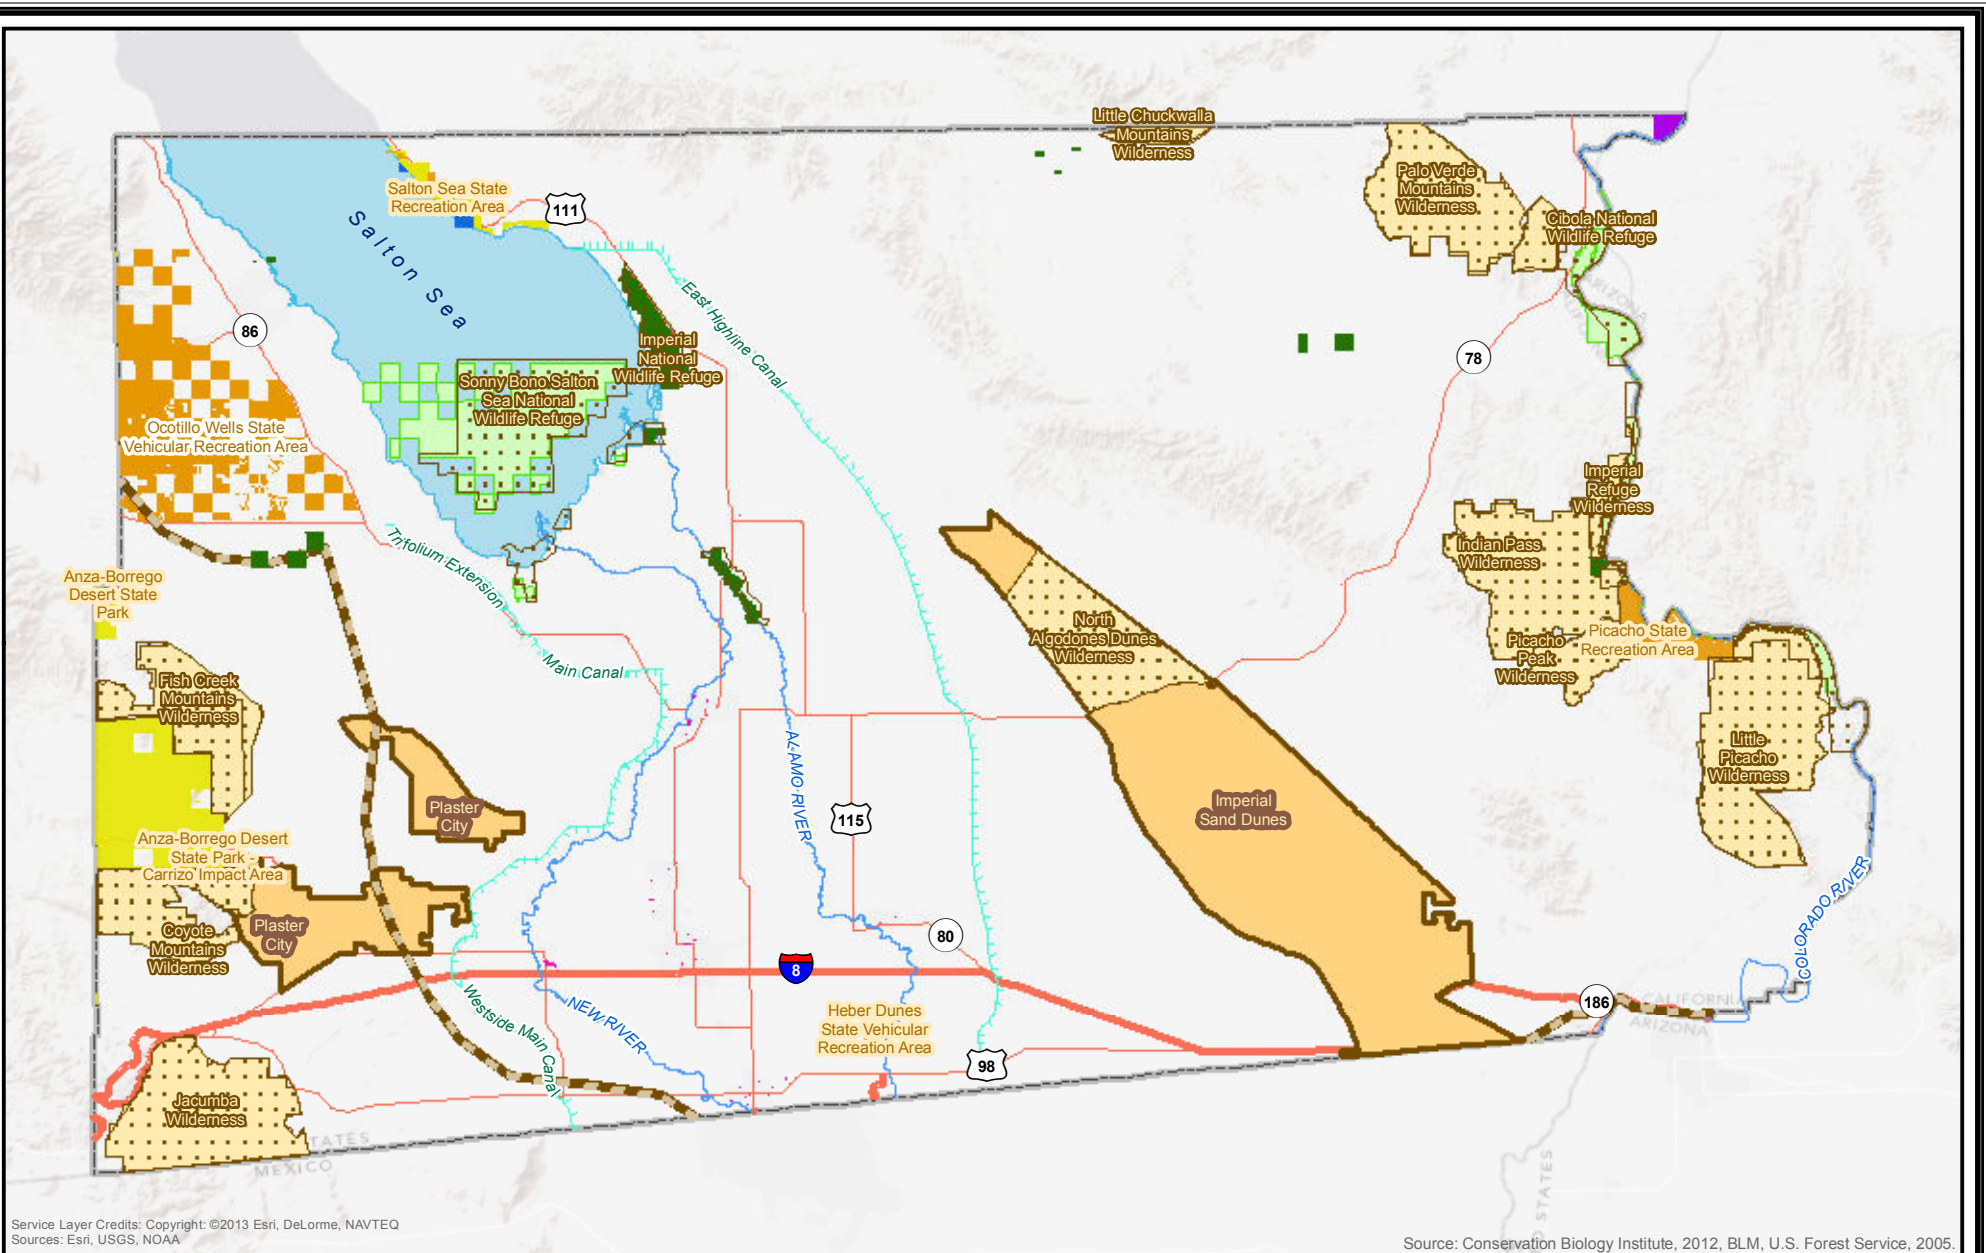 Little Chuckwalla
Mountains
Wilderness
Palo Verde
Mountains
Wilderness
Salton Sea State
Recreation Area
111
Cibola National
Wildlife Refuge
Salton Sea
East Highline Canal
ARIZONA
86
Imperial
National
Wildlife Refuge
78
Sonny Bono Salton
Sea National
Wildlife Refuge
Ocotillo Wells State
Vehicular Recreation Area
Imperial
Refuge
Wilderness
Trifolium Extension
Indian Pass
Wilderness
Anza-Borrego
Desert State
Park
North
Algodones Dunes
Wilderness
Picacho State
Recreation Area
Picacho
Peak
Wilderness
Main Canal
Fish Creek
Mountains
Wilderness
ALAMO RIVER
Little
Picacho
Wilderness
Plaster
City
115
Imperial
Sand Dunes
Anza-Borrego Desert
State Park -
Carrizo Impact Area
Plaster
City
Coyote
Mountains
Wilderness
80
COLORADO RIVER
8
Westside Main Canal
NEW RIVER
Heber Dunes
State Vehicular
Recreation Area
186
CALIFORNIA
ARIZONA
98
Jacumba
Wilderness
TATES
MEXICO
D STATES
Service Layer Credits: Copyright: ©2013 Esri, DeLorme, NAVTEQ
Sources: Esri, USGS, NOAA
Source: Conservation Biology Institute, 2012, BLM, U.S. Forest Service, 2005.